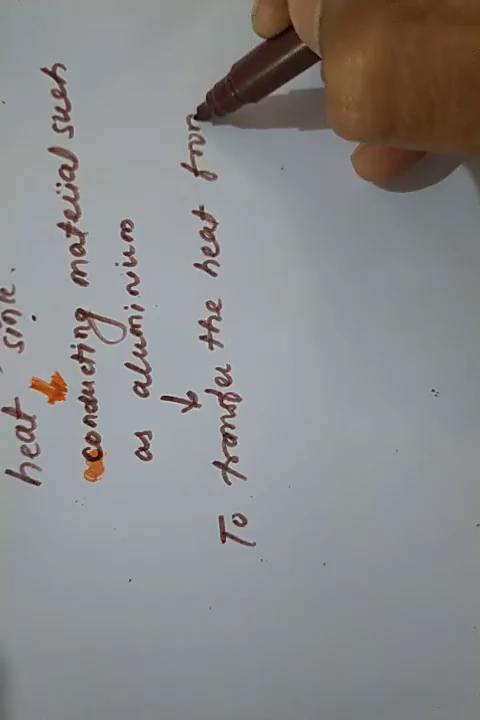 heat sink.
conducting material such
as aluminium
To transfer the heat from